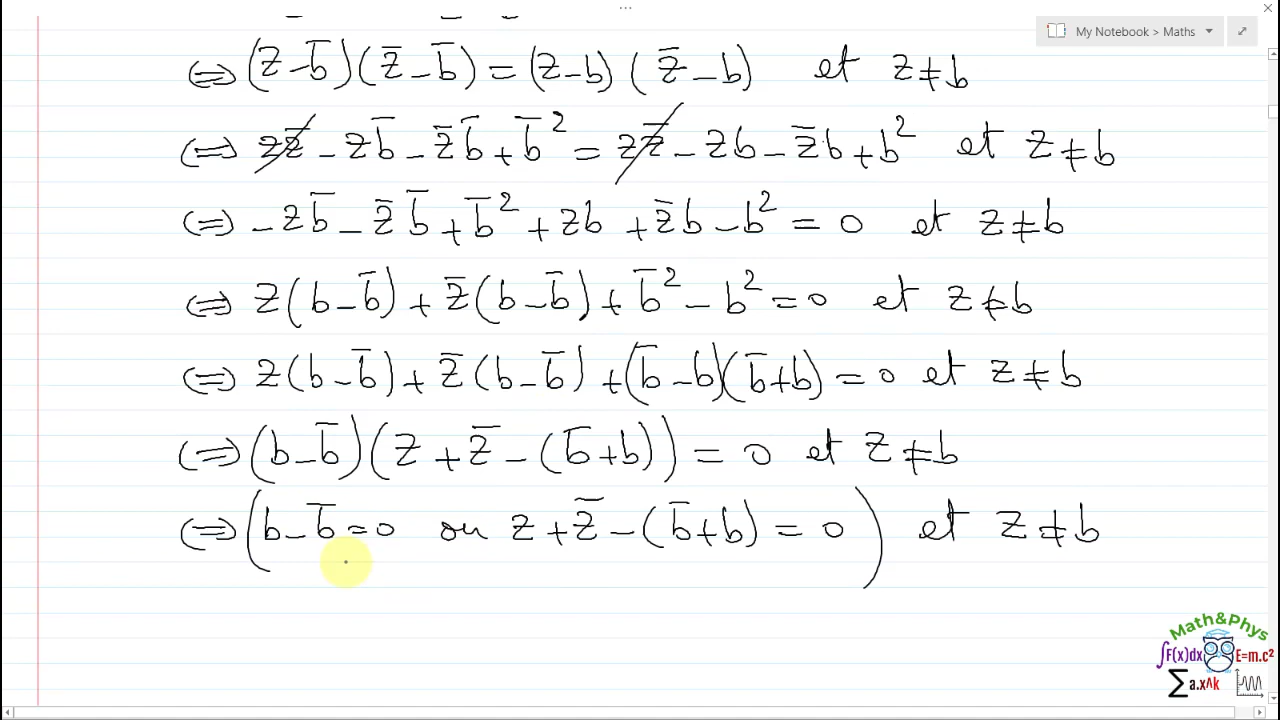 My Notebook > Maths
⇔ (z-b̅)(z̅-b̅) = (z-b)(z̅-b) et z≠b
⇔ zz̅ - zb̅ - z̅b̅ + b̅² = zz̅ - zb - z̅b + b² et z≠b
⇔ -zb̅ - z̅b̅ + b̅² + zb + z̅b - b² = 0 et z≠b
⇔ z(b-b̅) + z̅(b-b̅) + b̅² - b² = 0 et z≠b
⇔ z(b-b̅) + z̅(b-b̅) + (b̅-b)(b̅+b) = 0 et z≠b
⇔ (b-b̅)(z+z̅-(b̅+b)) = 0 et z≠b
⇔ (b-b̅=0 ou z+z̅-(b̅+b)=0) et z≠b
Math&Phys
∫F(x)dx E=m.c²
∑ a.x^k